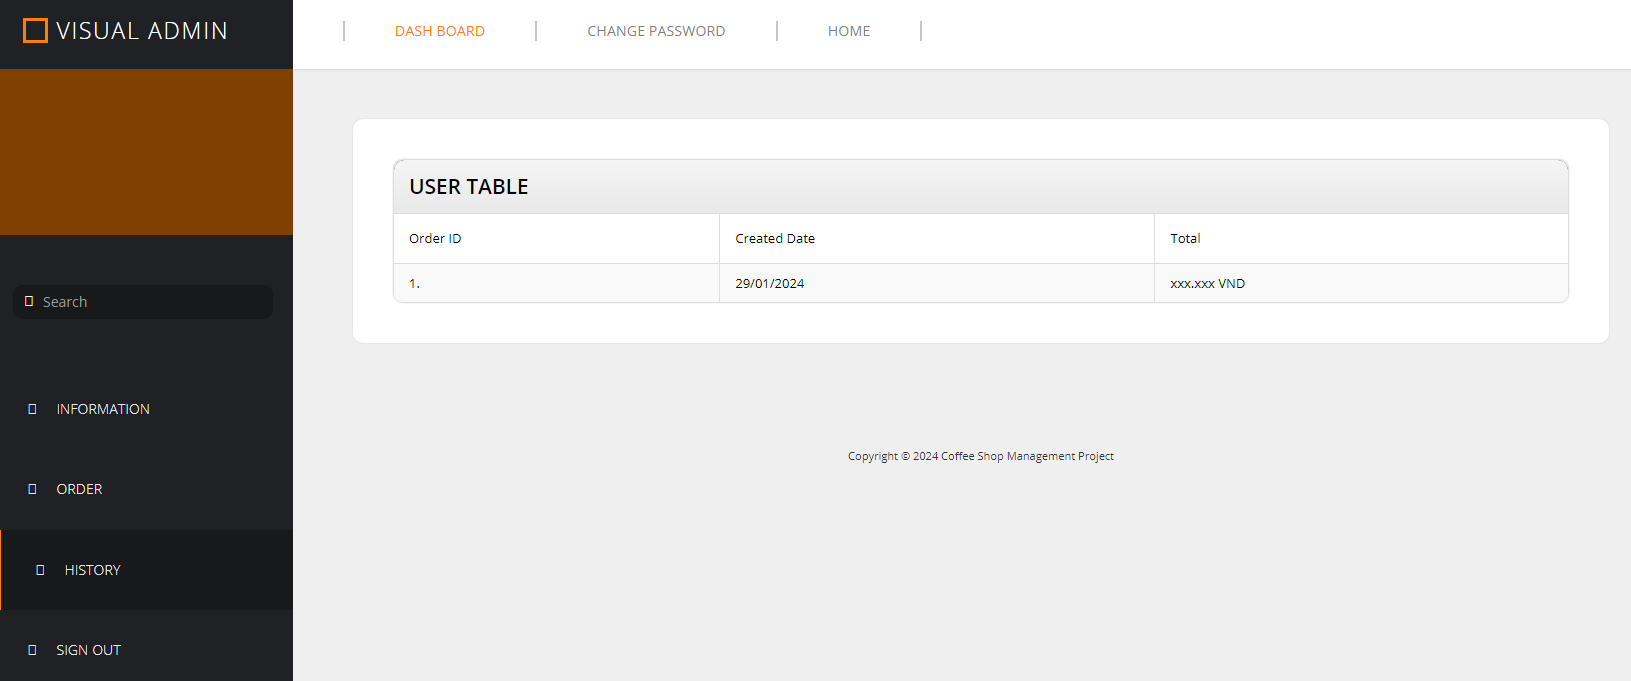 VISUAL ADMIN
DASH BOARD
CHANGE PASSWORD
HOME
Search
INFORMATION
ORDER
HISTORY
SIGN OUT
USER TABLE
Order ID Created Date Total
1. 29/01/2024 xxx.xxx VND
Copyright © 2024 Coffee Shop Management Project